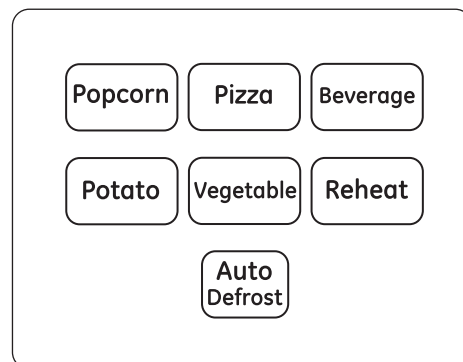 Popcorn Pizza Beverage
Potato Vegetable Reheat
Auto
Defrost